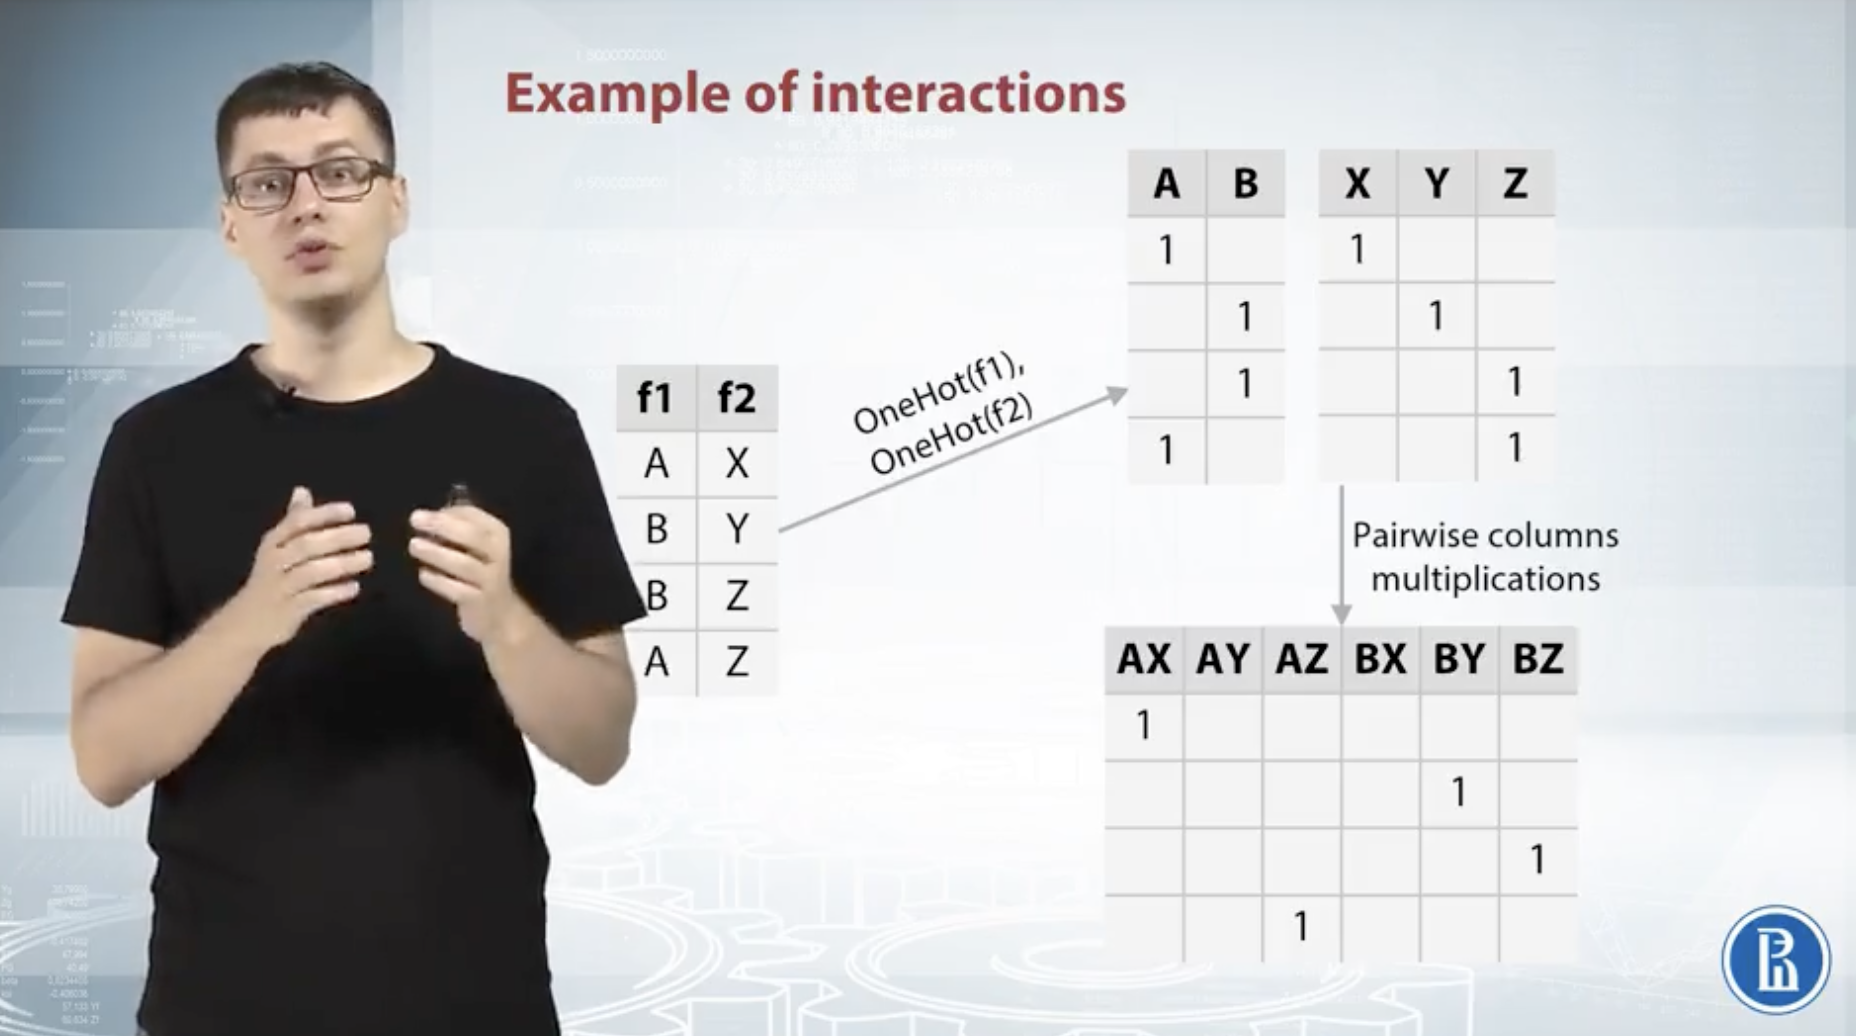 Example of interactions
f1 f2
A X
B Y
B Z
A Z
OneHot(f1),
OneHot(f2)
A B
1
1
1
1
X Y Z
1
1
1
1
Pairwise columns
multiplications
AX AY AZ BX BY BZ
1
1
1
1